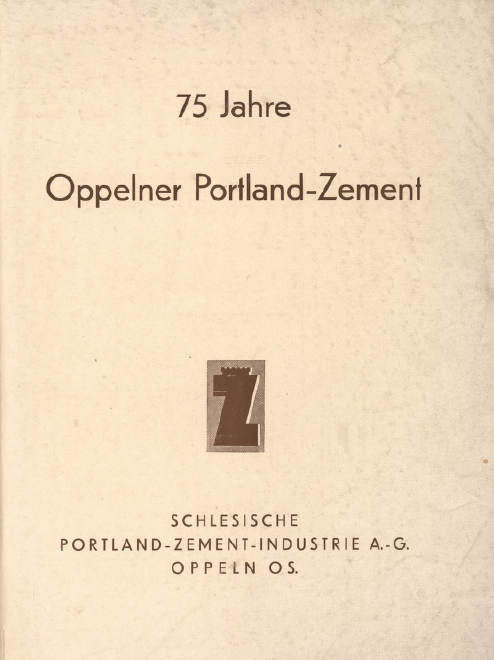 75 Jahre
Oppelner Portland-Zement
Z
SCHLESISCHE
PORTLAND-ZEMENT-INDUSTRIE A.-G.
OPPELN OS.